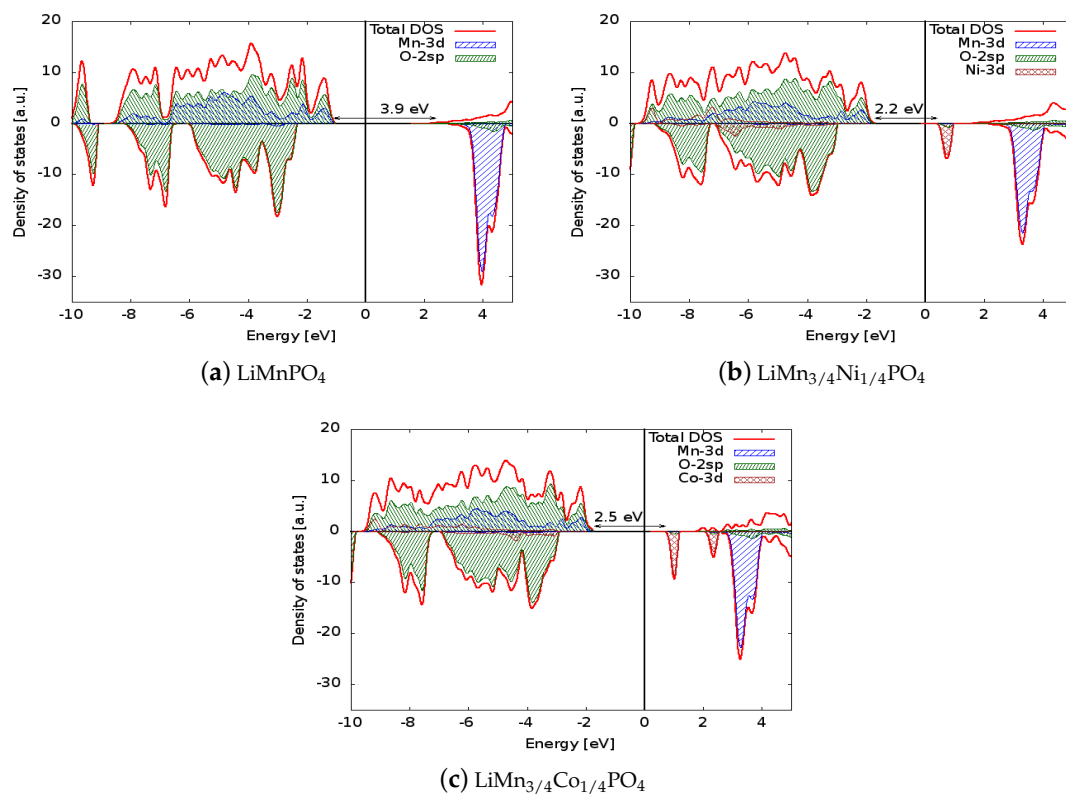 20
10
0
-10
-20
-30
Density of states [a.u.]
-10
-8
-6
-4
-2
0
2
4
Energy [eV]
Total DOS
Mn-3d
O-2sp
3.9 eV
(a) LiMnPO4
20
10
0
-10
-20
-30
Density of states [a.u.]
-10
-8
-6
-4
-2
0
2
4
Energy [eV]
Total DOS
Mn-3d
O-2sp
Ni-3d
2.2 eV
(b) LiMn3/4Ni1/4PO4
20
10
0
-10
-20
-30
Density of states [a.u.]
-10
-8
-6
-4
-2
0
2
4
Energy [eV]
Total DOS
Mn-3d
O-2sp
Co-3d
2.5 eV
(c) LiMn3/4Co1/4PO4